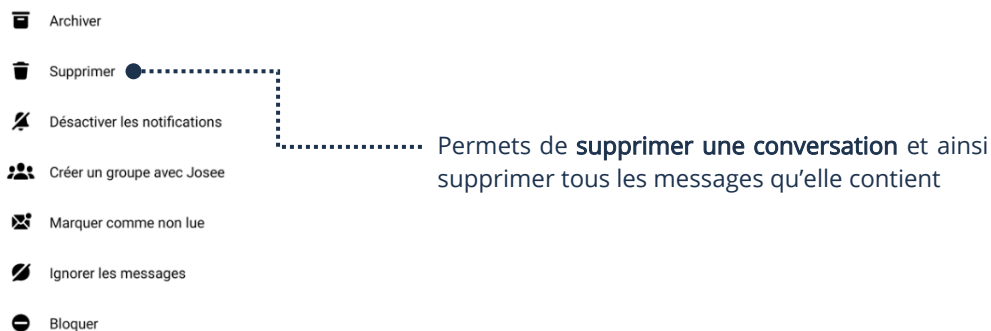 Archiver
Supprimer
Désactiver les notifications
Permets de supprimer une conversation et ainsi
supprimer tous les messages qu'elle contient
Créer un groupe avec Josee
Marquer comme non lue
Ignorer les messages
Bloquer